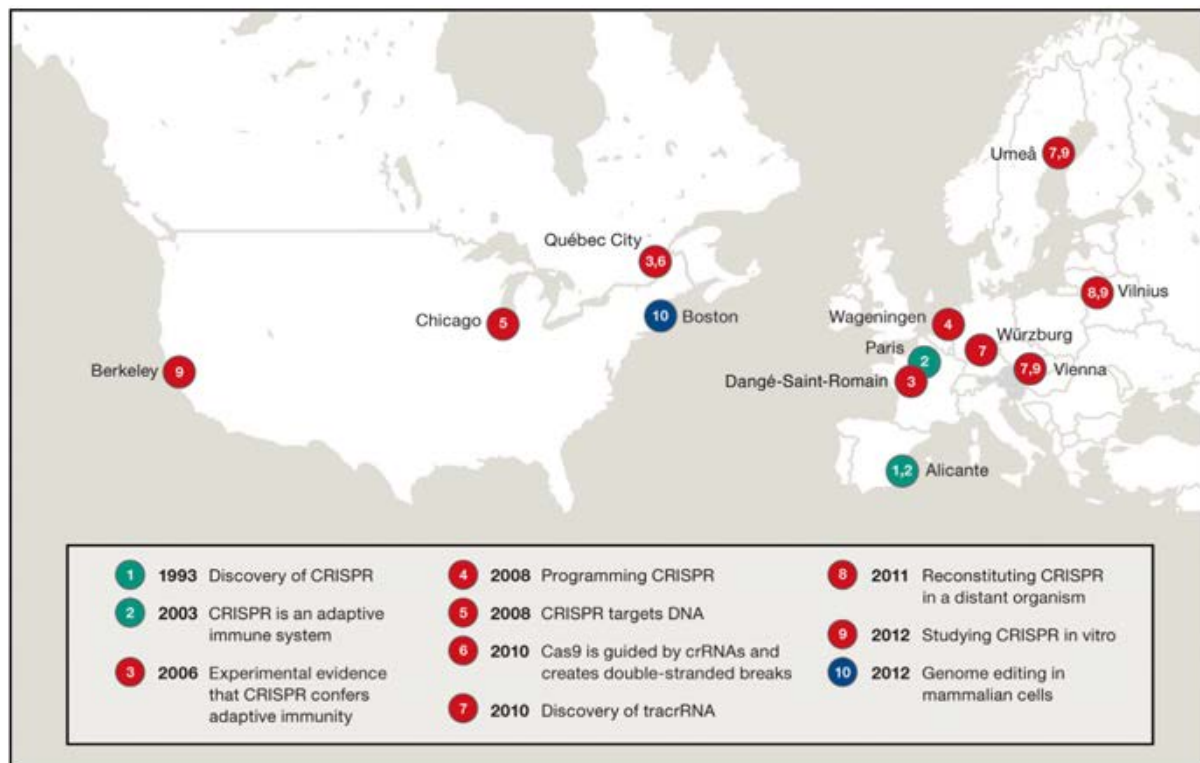 Umeå
7,9
Québec City
3,6
8,9
Vilnius
Chicago
5
10
Boston
Wageningen
4
Würzburg
7
Paris
2
Berkeley
9
7,9
Vienna
Dangé-Saint-Romain
3
1,2
Alicante
1 1993 Discovery of CRISPR
2 2003 CRISPR is an adaptive
immune system
3 2006 Experimental evidence
that CRISPR confers
adaptive immunity
4 2008 Programming CRISPR
5 2008 CRISPR targets DNA
6 2010 Cas9 is guided by crRNAs and
creates double-stranded breaks
7 2010 Discovery of tracrRNA
8 2011 Reconstituting CRISPR
in a distant organism
9 2012 Studying CRISPR in vitro
10 2012 Genome editing in
mammalian cells